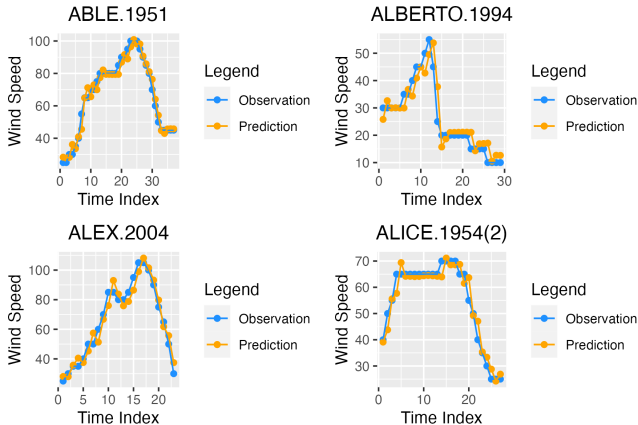 ABLE.1951
Wind Speed
100
80
60
40
0
10
20
30
Time Index
Legend
Observation
Prediction
ALBERTO.1994
Wind Speed
50
40
30
20
10
0
10
20
30
Time Index
Legend
Observation
Prediction
ALEX.2004
Wind Speed
100
80
60
40
0
5
10
15
20
Time Index
Legend
Observation
Prediction
ALICE.1954(2)
Wind Speed
70
60
50
40
30
0
10
20
Time Index
Legend
Observation
Prediction